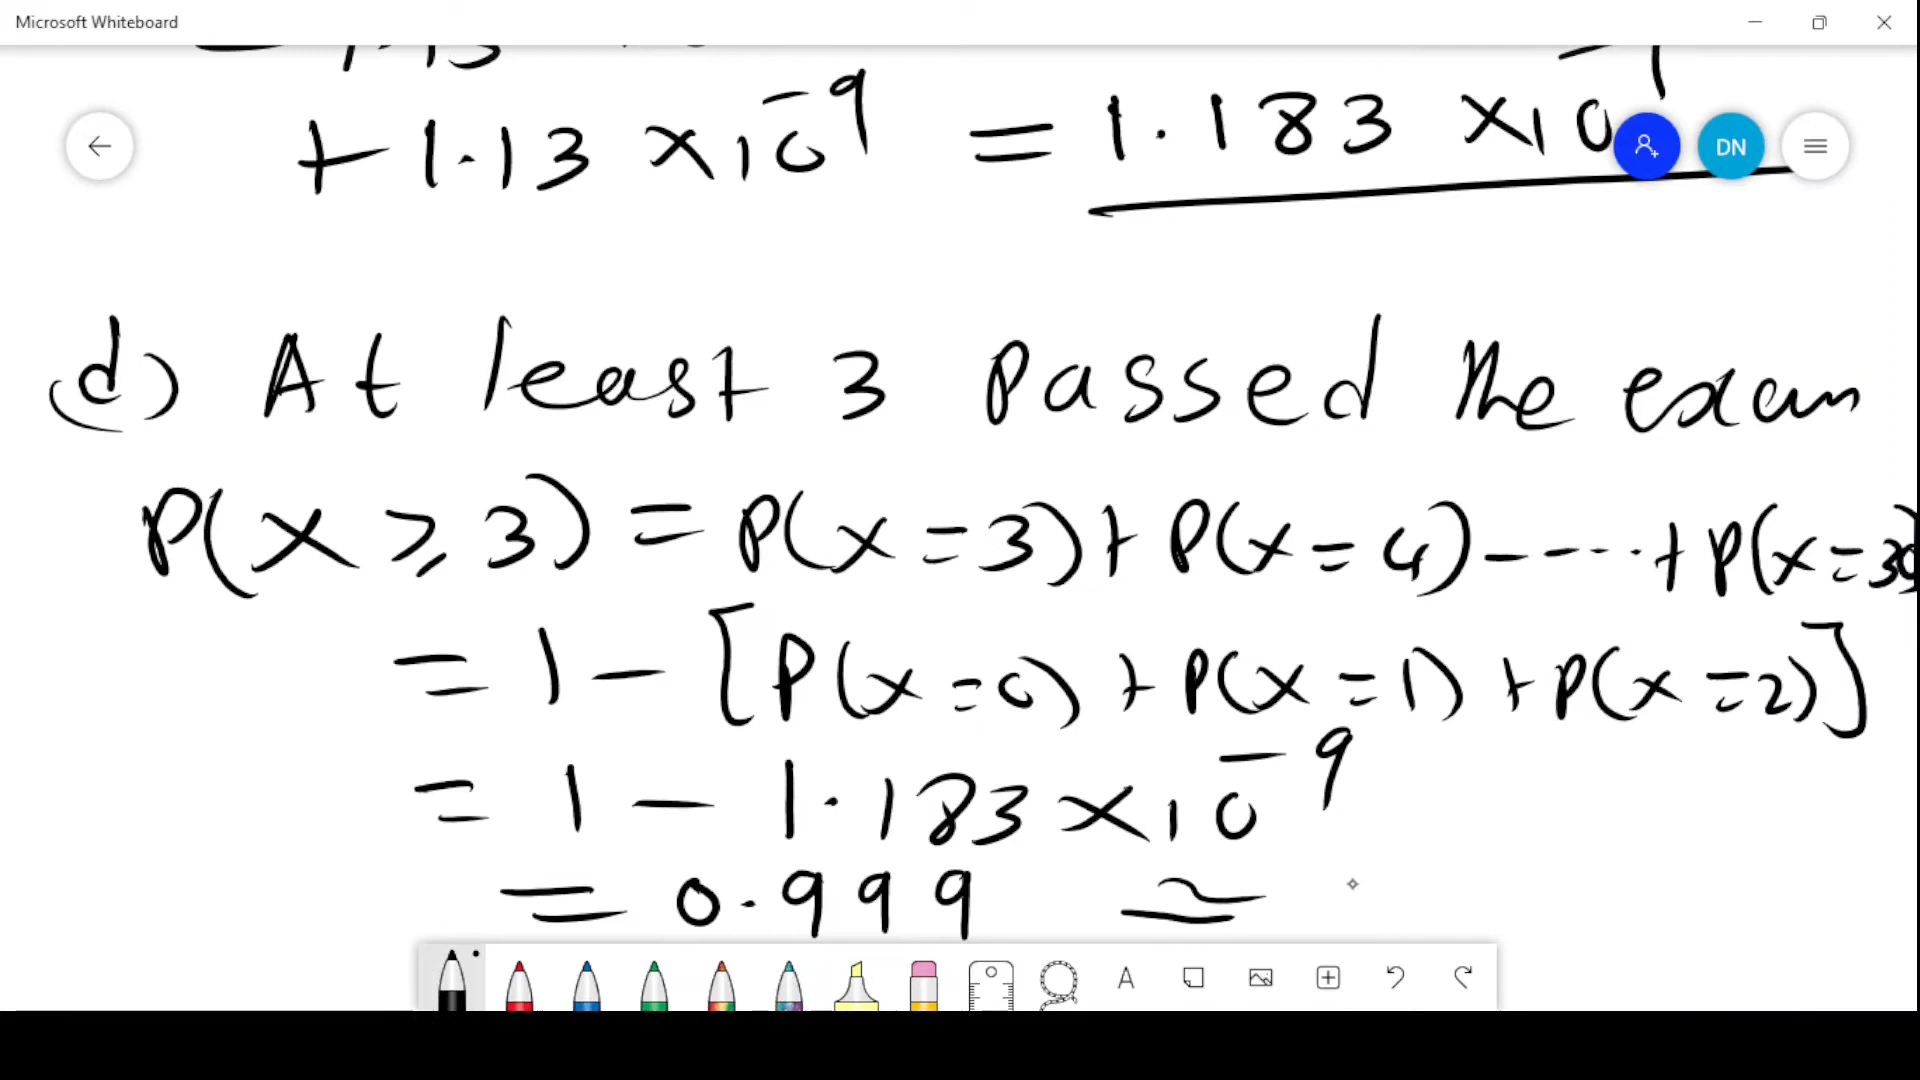 Microsoft Whiteboard
+ 1.13 ×10⁻⁹ = 1.183 ×10
DN
d) At least 3 passed the exam
P(x ≥ 3) = P(x = 3) + P(x = 4) - - - - · + P(x = 30)
= 1 - [P(x = 0) + P(x = 1) + P(x = 2)]
= 1 - 1.183 ×10⁻⁹
= 0.999 ≈
A